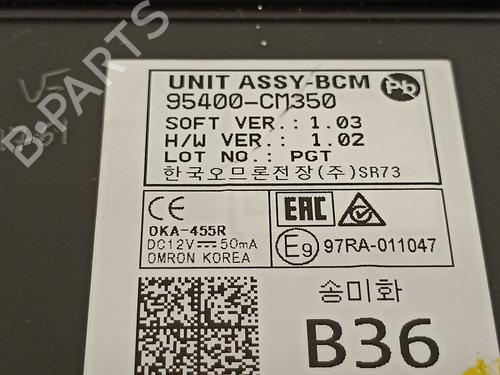 UNIT ASSY-BCM
Pb
95400-CM350
SOFT VER.: 1.03
H/W VER.: 1.02
LOT NO.: PGT
한국오므론전장(주)SR73
CE
OKA-455R
DC12V 50mA
OMRON KOREA
EAC
E9 97RA-011047
송미화
B36
B-PARTS